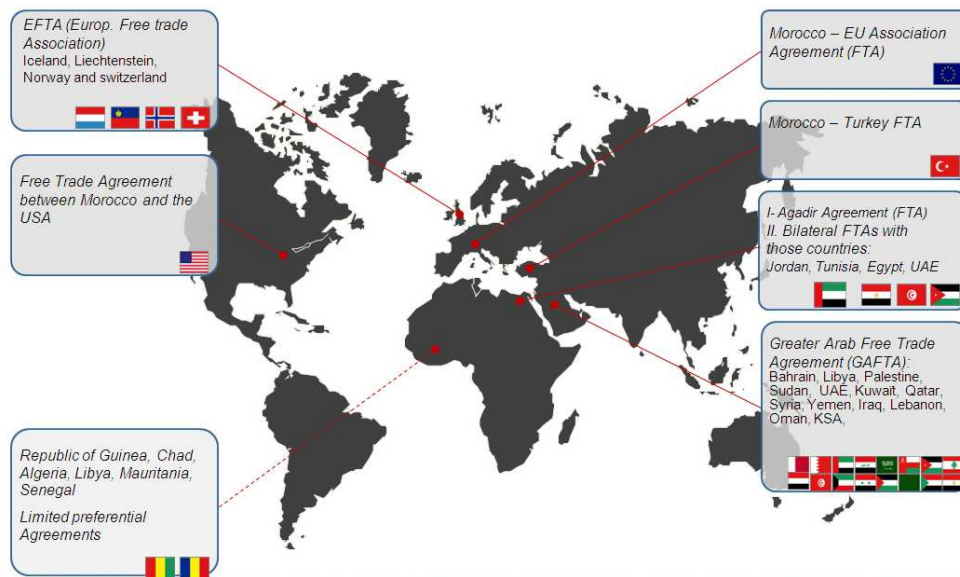 EFTA (Europ. Free trade
Association)
Iceland, Liechtenstein,
Norway and switzerland
Free Trade Agreement
between Morocco and the
USA
Republic of Guinea, Chad,
Algeria, Libya, Mauritania,
Senegal
Limited preferential
Agreements
Morocco – EU Association
Agreement (FTA)
Morocco – Turkey FTA
I- Agadir Agreement (FTA)
II. Bilateral FTAs with
those countries:
Jordan, Tunisia, Egypt, UAE
Greater Arab Free Trade
Agreement (GAFTA):
Bahrain, Libya, Palestine,
Sudan, UAE, Kuwait, Qatar,
Syria, Yemen, Iraq, Lebanon,
Oman, KSA,